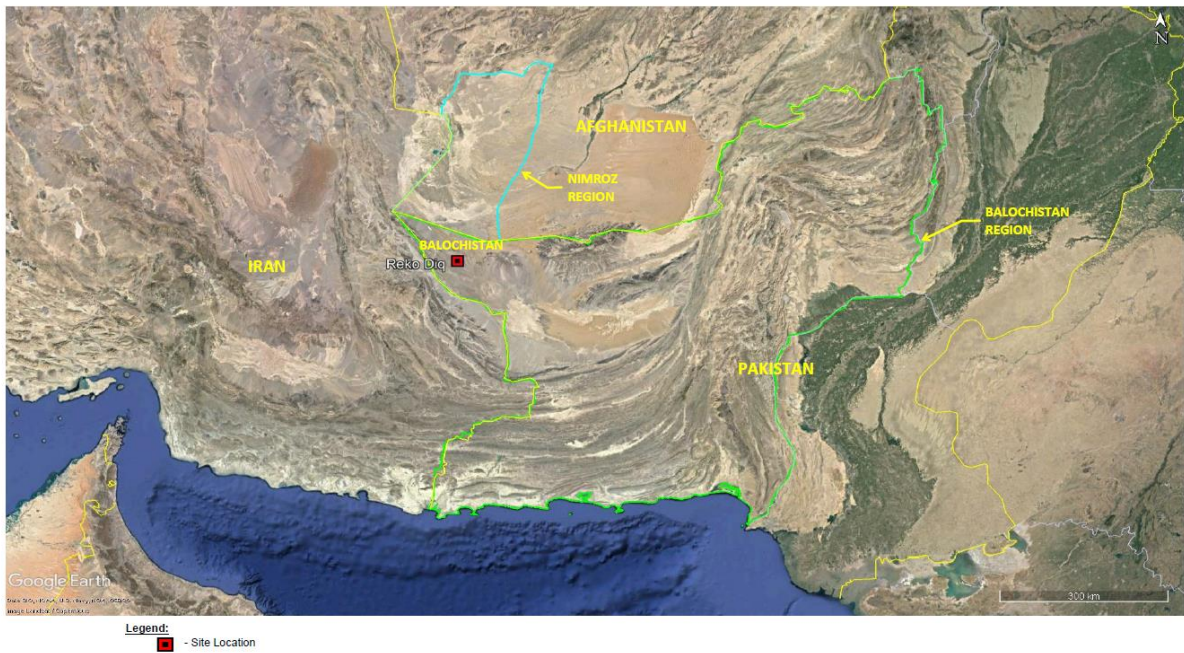 N
AFGHANISTAN
NIMROZ
REGION
BALOCHISTAN
REGION
BALOCHISTAN
Reko Diq
IRAN
PAKISTAN
Google Earth
300 km
Legend:
- Site Location